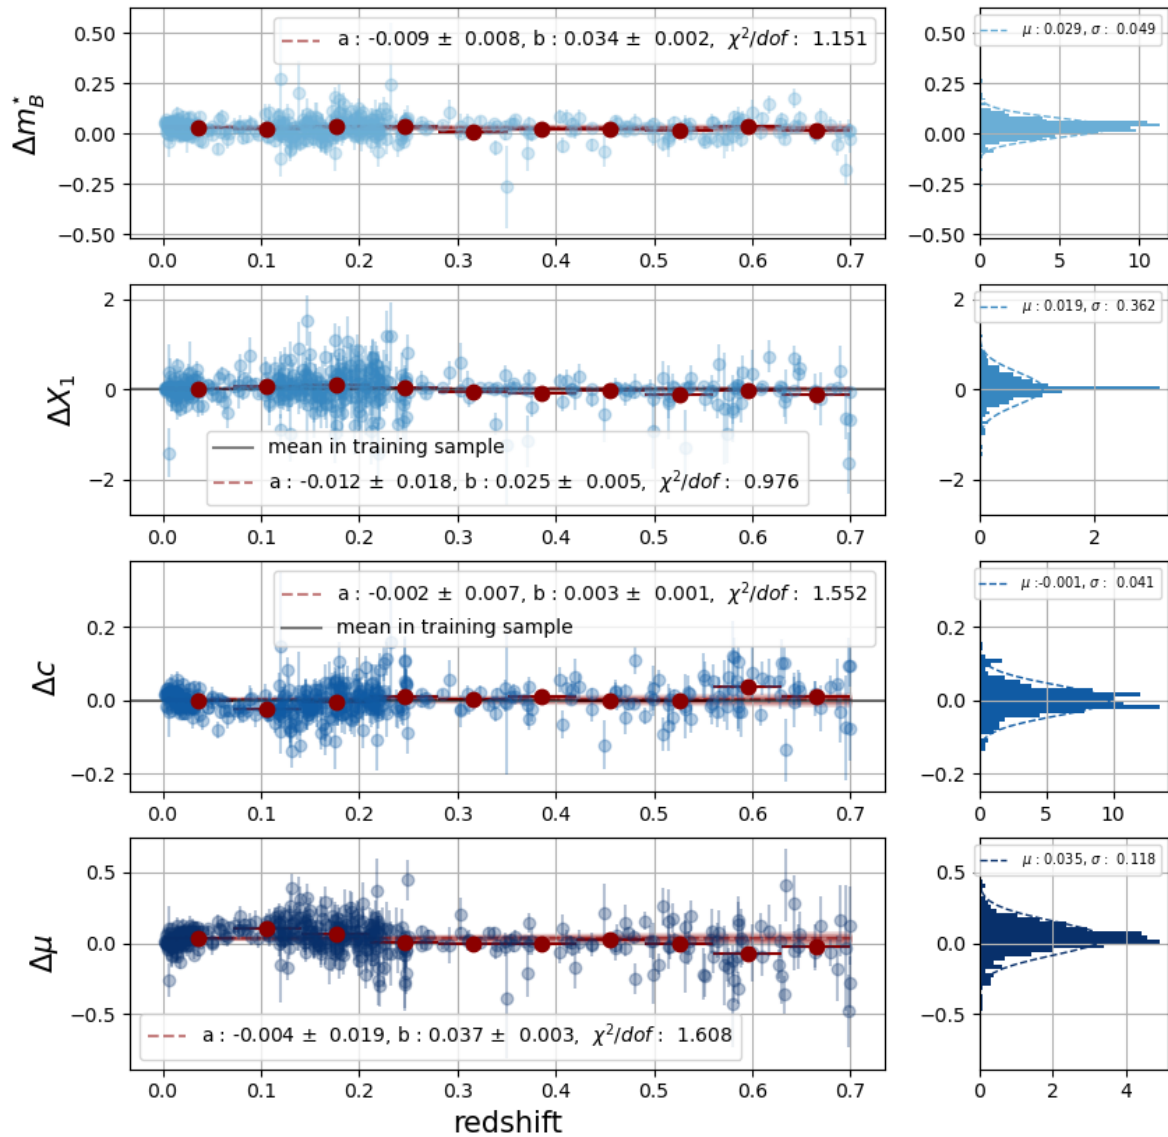 a : -0.009 ± 0.008, b : 0.034 ± 0.002, χ²/dof : 1.151
μ : 0.029, σ : 0.049
Δm*B
0.50
0.25
0.00
−0.25
−0.50
0.0 0.1 0.2 0.3 0.4 0.5 0.6 0.7
0.50
0.25
0.00
−0.25
−0.50
0 5 10
μ : 0.019, σ : 0.362
ΔX1
2
0
−2
mean in training sample
a : -0.012 ± 0.018, b : 0.025 ± 0.005, χ²/dof : 0.976
0.0 0.1 0.2 0.3 0.4 0.5 0.6 0.7
2
0
−2
0 2
a : -0.002 ± 0.007, b : 0.003 ± 0.001, χ²/dof : 1.552
mean in training sample
μ :-0.001, σ : 0.041
Δc
0.2
0.0
−0.2
0.0 0.1 0.2 0.3 0.4 0.5 0.6 0.7
0.2
0.0
−0.2
0 5 10
μ : 0.035, σ : 0.118
Δμ
0.5
0.0
−0.5
a : -0.004 ± 0.019, b : 0.037 ± 0.003, χ²/dof : 1.608
0.0 0.1 0.2 0.3 0.4 0.5 0.6 0.7
redshift
0.5
0.0
−0.5
0 2 4